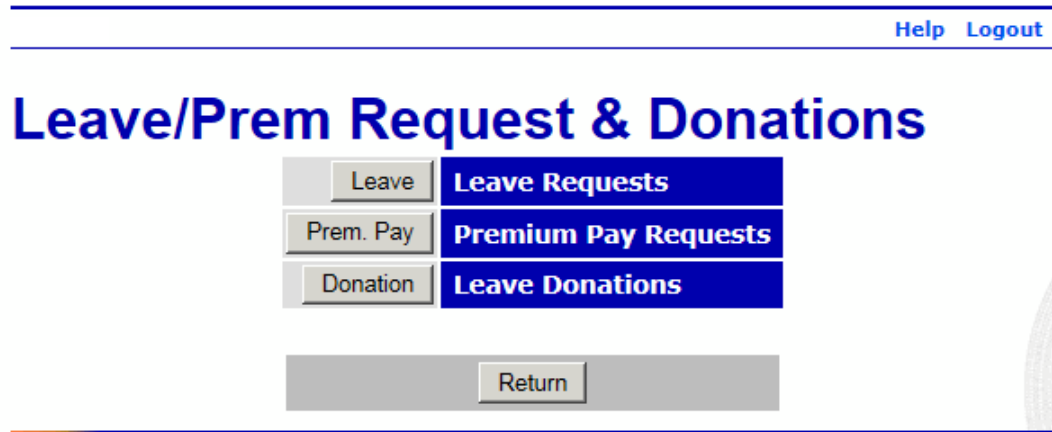 Help Logout
Leave/Prem Request & Donations
Leave Leave Requests
Prem. Pay Premium Pay Requests
Donation Leave Donations
Return